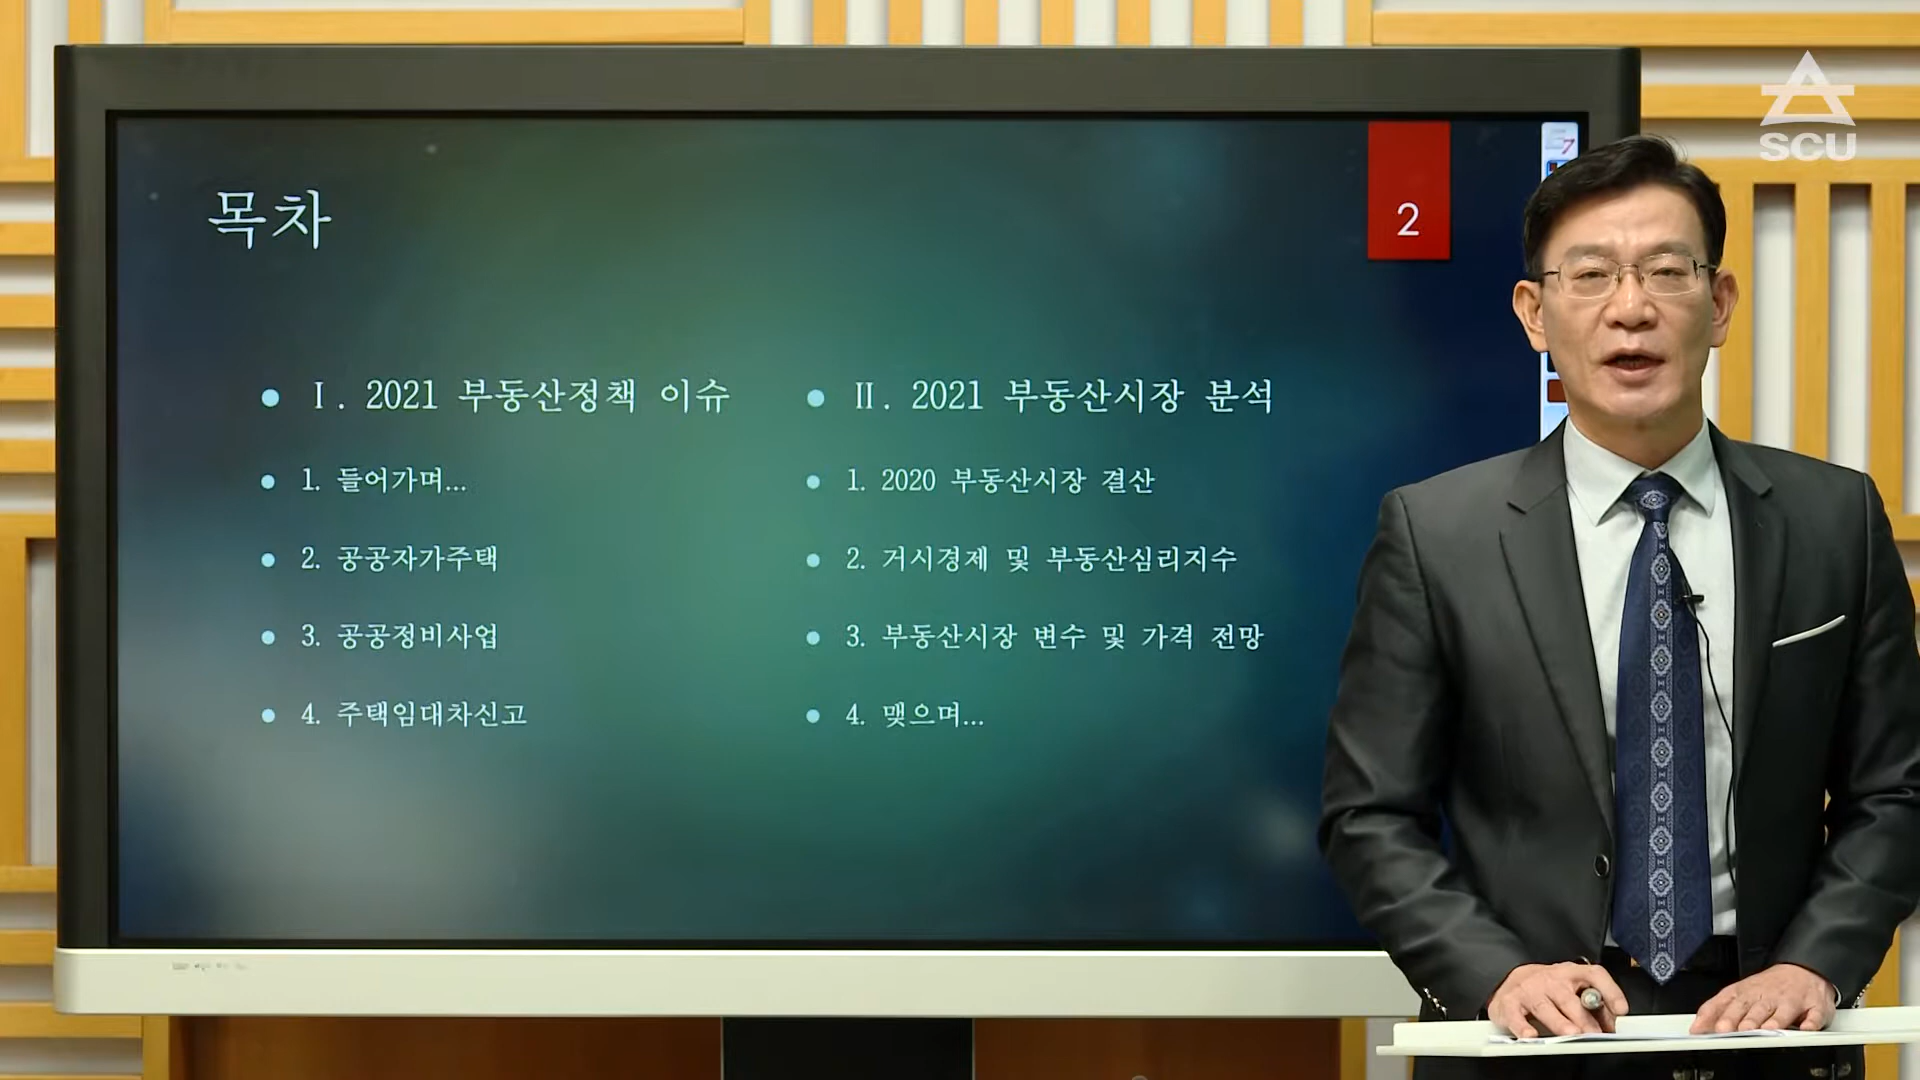 SCU
목차
2
Ⅰ. 2021 부동산정책 이슈
1. 들어가며...
2. 공공자가주택
3. 공공정비사업
4. 주택임대차신고
Ⅱ. 2021 부동산시장 분석
1. 2020 부동산시장 결산
2. 거시경제 및 부동산심리지수
3. 부동산시장 변수 및 가격 전망
4. 맺으며...